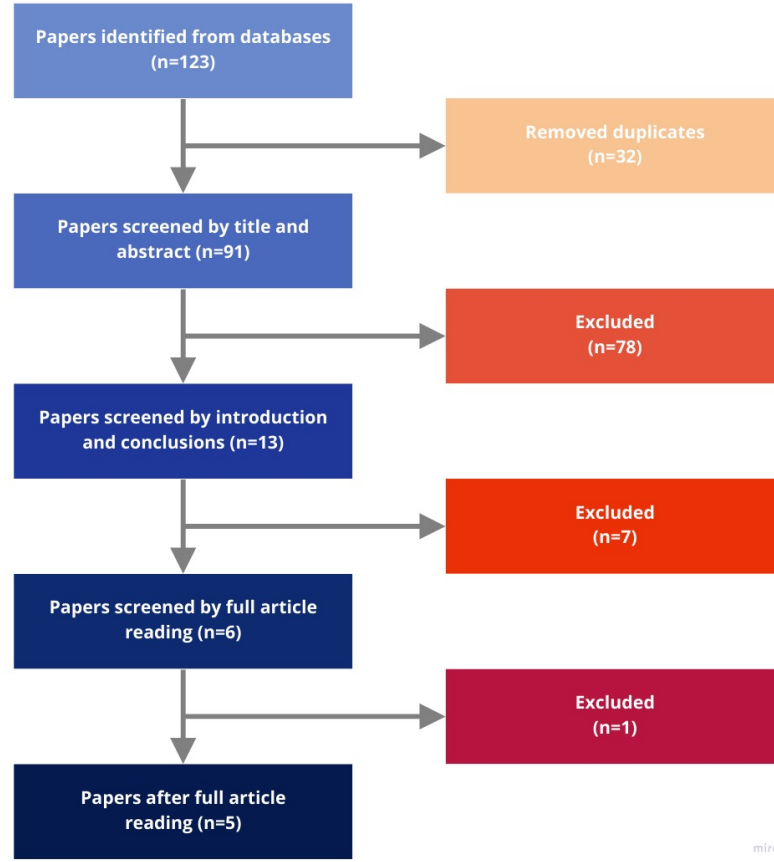 Papers identified from databases
(n=123)
Removed duplicates
(n=32)
Papers screened by title and
abstract (n=91)
Excluded
(n=78)
Papers screened by introduction
and conclusions (n=13)
Excluded
(n=7)
Papers screened by full article
reading (n=6)
Excluded
(n=1)
Papers after full article
reading (n=5)